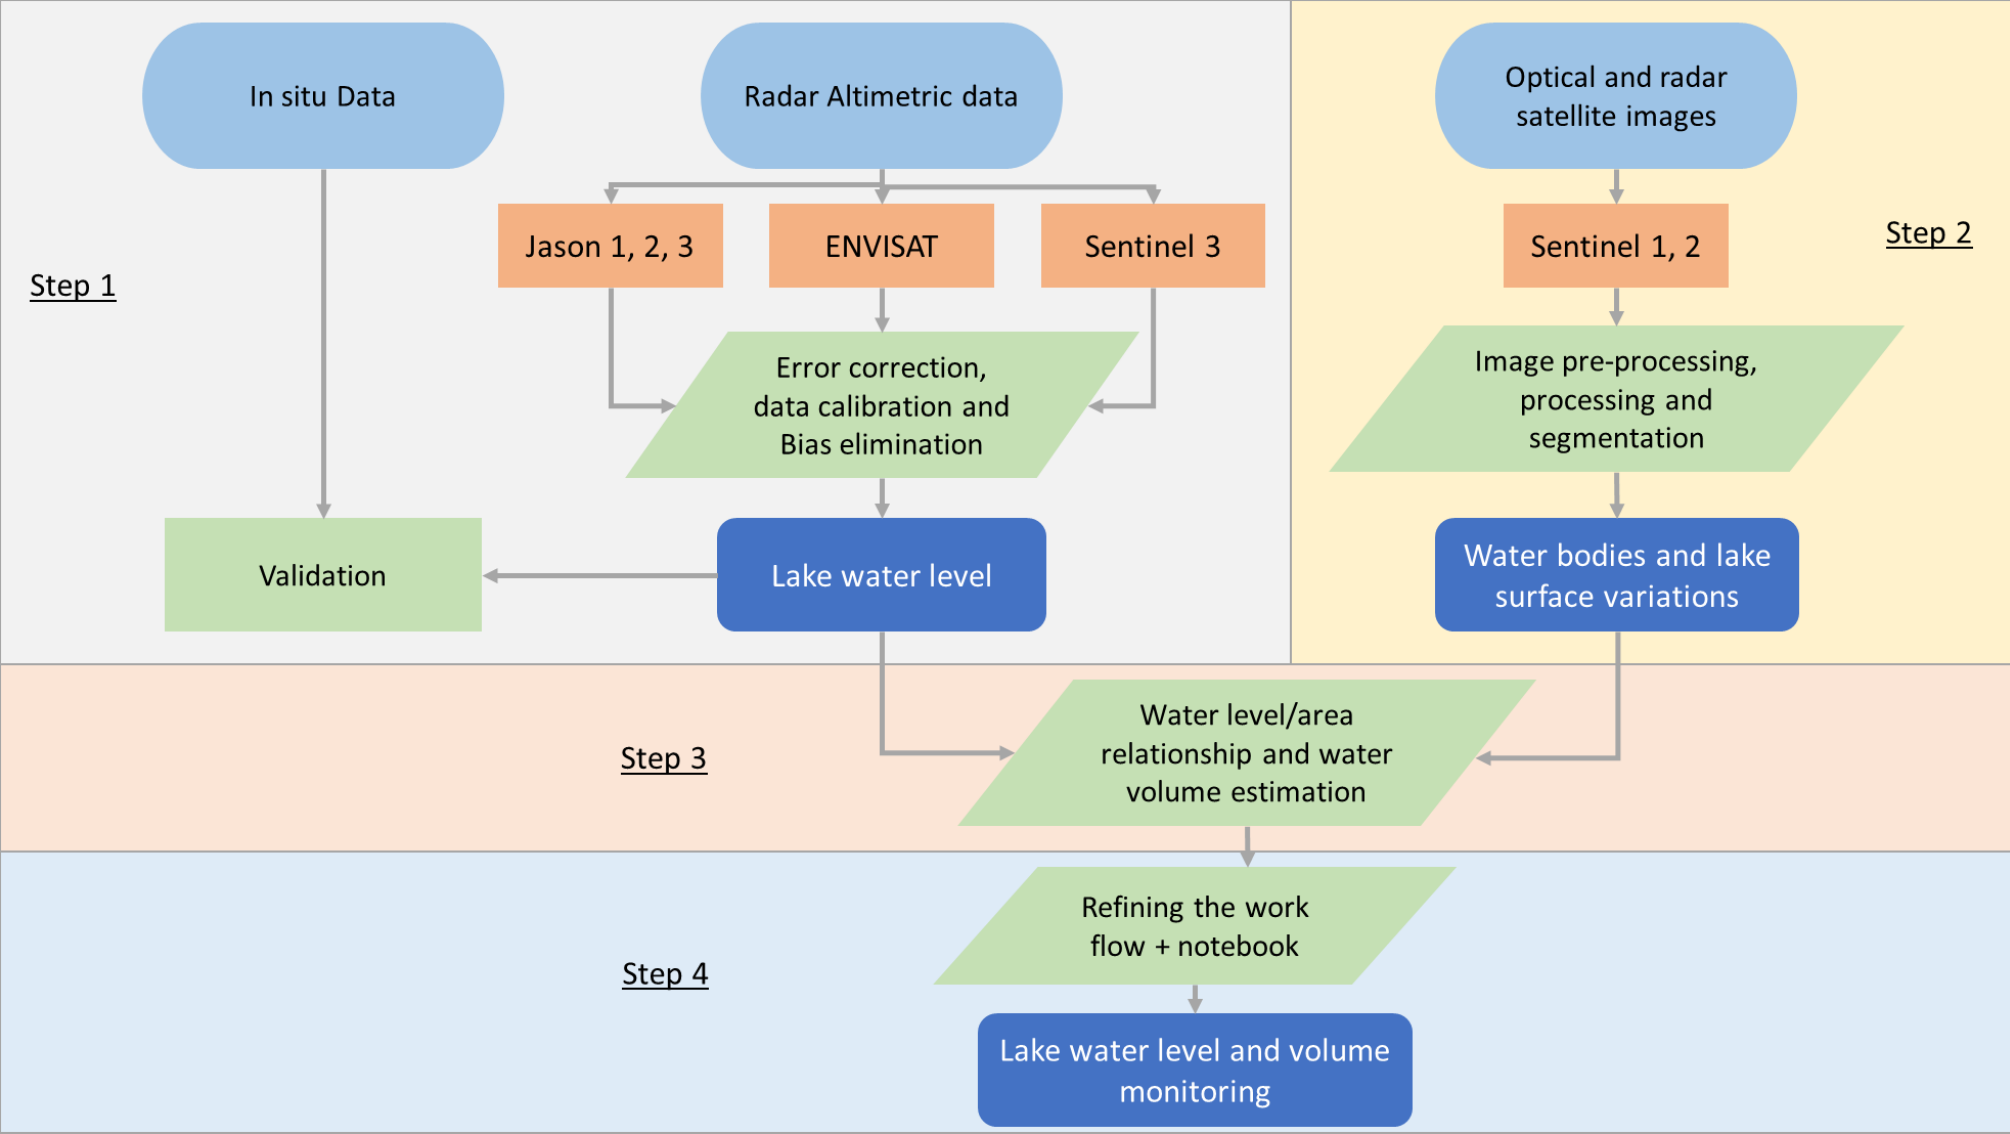 In situ Data
Radar Altimetric data
Optical and radar
satellite images
Jason 1, 2, 3
ENVISAT
Sentinel 3
Sentinel 1, 2
Step 2
Step 1
Error correction,
data calibration and
Bias elimination
Image pre-processing,
processing and
segmentation
Validation
Lake water level
Water bodies and lake
surface variations
Step 3
Water level/area
relationship and water
volume estimation
Step 4
Refining the work
flow + notebook
Lake water level and volume
monitoring